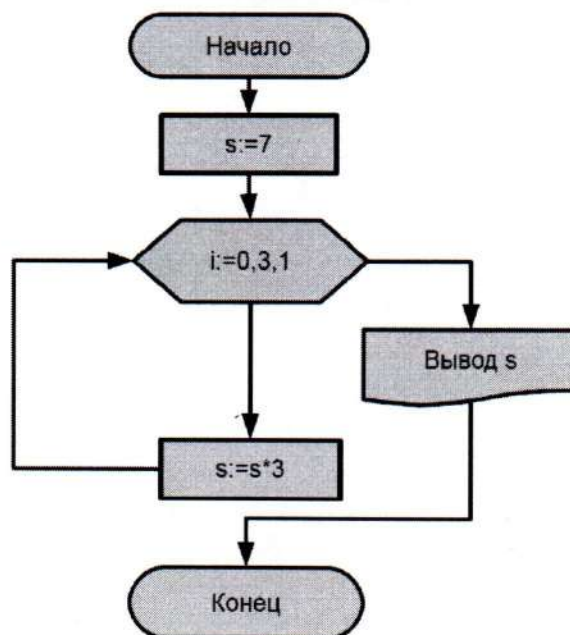 Начало
s:=7
i:=0,3,1
Вывод s
s:=s*3
Конец